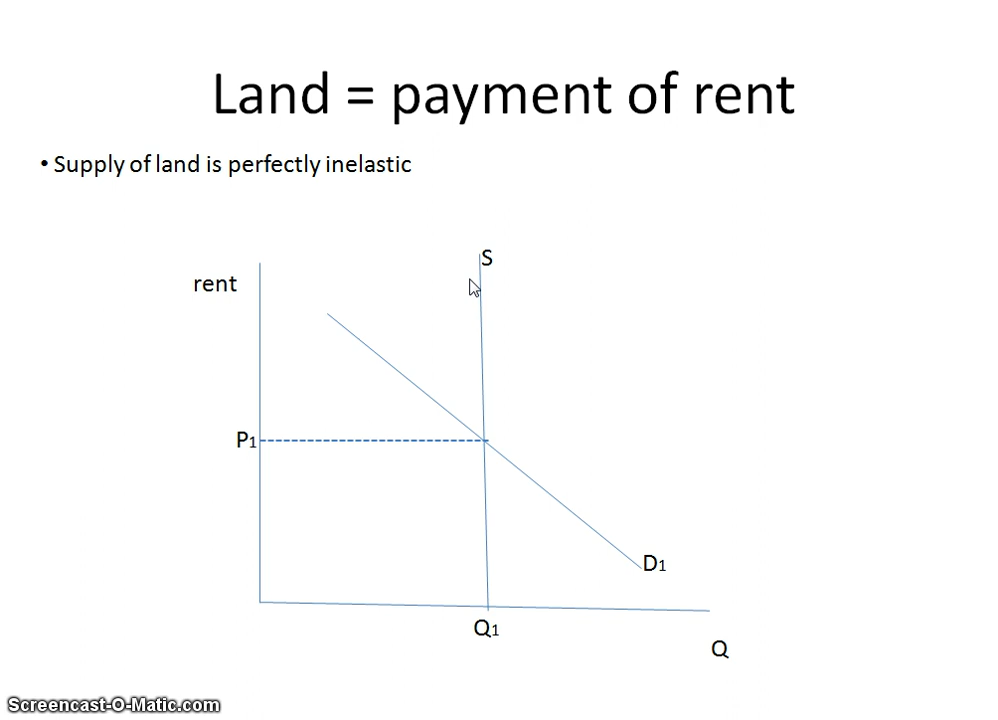 Land = payment of rent
• Supply of land is perfectly inelastic
S
rent
P1
D1
Q1
Q
Screencast-O-Matic.com